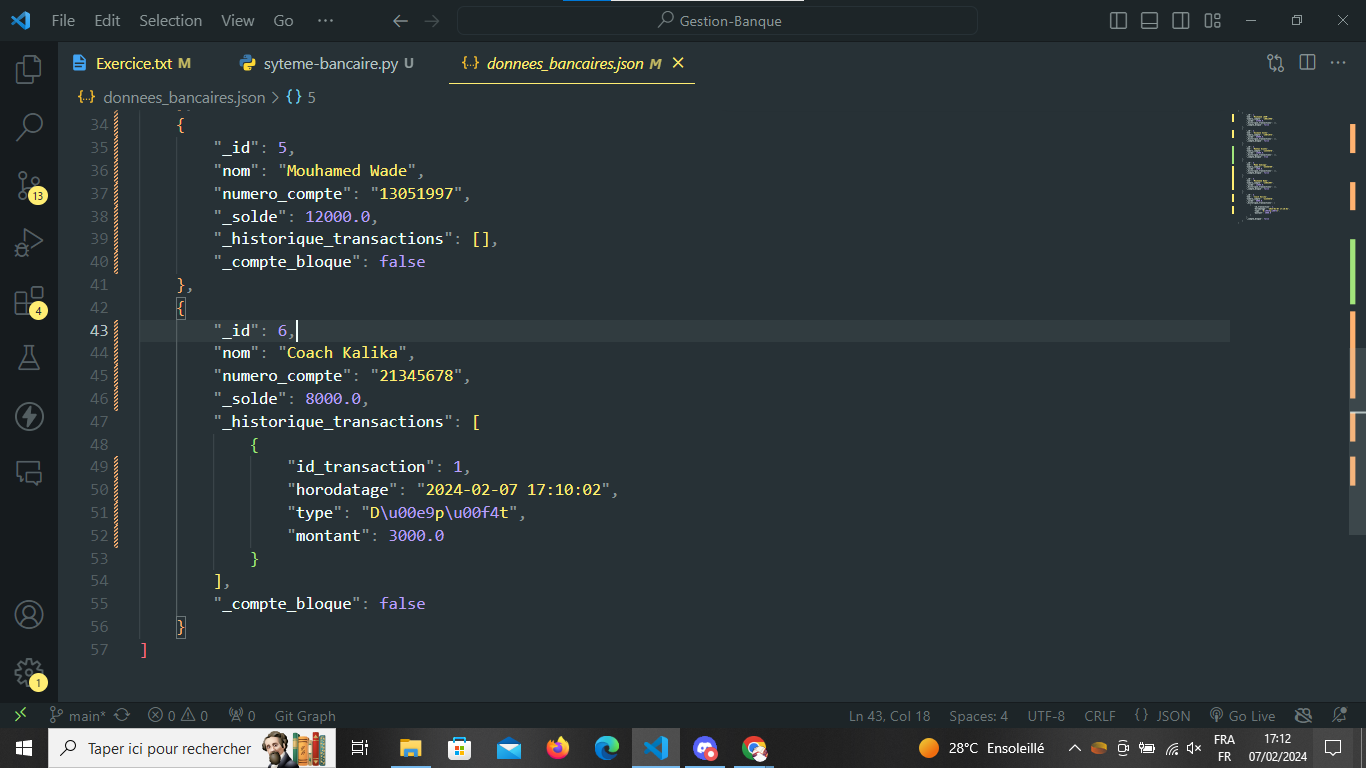 File Edit Selection View Go ··· Gestion-Banque
Exercice.txt M syteme-bancaire.py U donnees_bancaires.json M
donnees_bancaires.json > {} 5
34 {
35 "_id": 5,
36 "nom": "Mouhamed Wade",
37 "numero_compte": "13051997",
38 "_solde": 12000.0,
39 "_historique_transactions": [],
40 "_compte_bloque": false
41 },
42 {
43 "_id": 6,
44 "nom": "Coach Kalika",
45 "numero_compte": "21345678",
46 "_solde": 8000.0,
47 "_historique_transactions": [
48 {
49 "id_transaction": 1,
50 "horodatage": "2024-02-07 17:10:02",
51 "type": "D\u00e9p\u00f4t",
52 "montant": 3000.0
53 }
54 ],
55 "_compte_bloque": false
56 }
57 ]
13
4
1
main* 0 0 0 Git Graph Ln 43, Col 18 Spaces: 4 UTF-8 CRLF {} JSON Go Live
Taper ici pour rechercher 28°C Ensoleillé FRA FR 17:12 07/02/2024